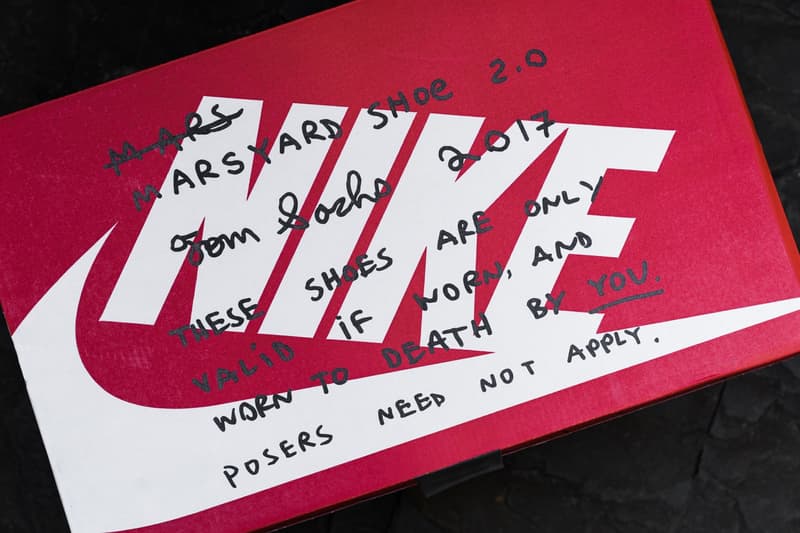 NIKE
MARS
MARSYARD SHOE 2.0
Tom Sachs 2017
THESE SHOES ARE ONLY
VALiD iF WORN, AND
WORN TO DEATH BY YOU.
POSERS NEED NOT APPLY.